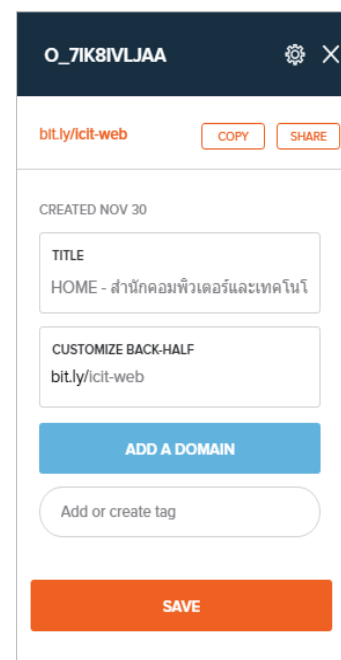 O_7IK8IVLJAA
bit.ly/icit-web COPY SHARE
CREATED NOV 30
TITLE
HOME - สำนักคอมพิวเตอร์และเทคโนโ
CUSTOMIZE BACK-HALF
bit.ly/icit-web
ADD A DOMAIN
Add or create tag
SAVE